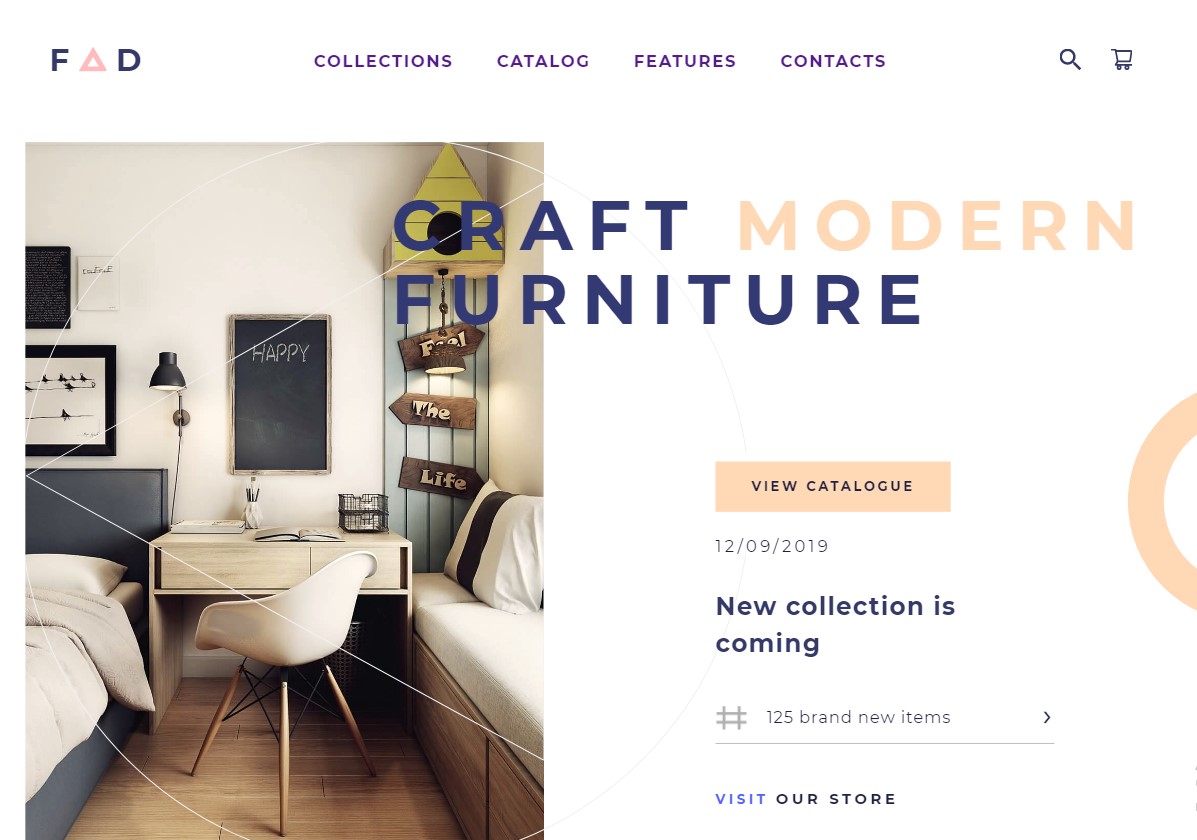 F D
COLLECTIONS CATALOG FEATURES CONTACTS
CRAFT MODERN
FURNITURE
HAPPY
Feel
The
Life
VIEW CATALOGUE
12/09/2019
New collection is
coming
125 brand new items
VISIT OUR STORE